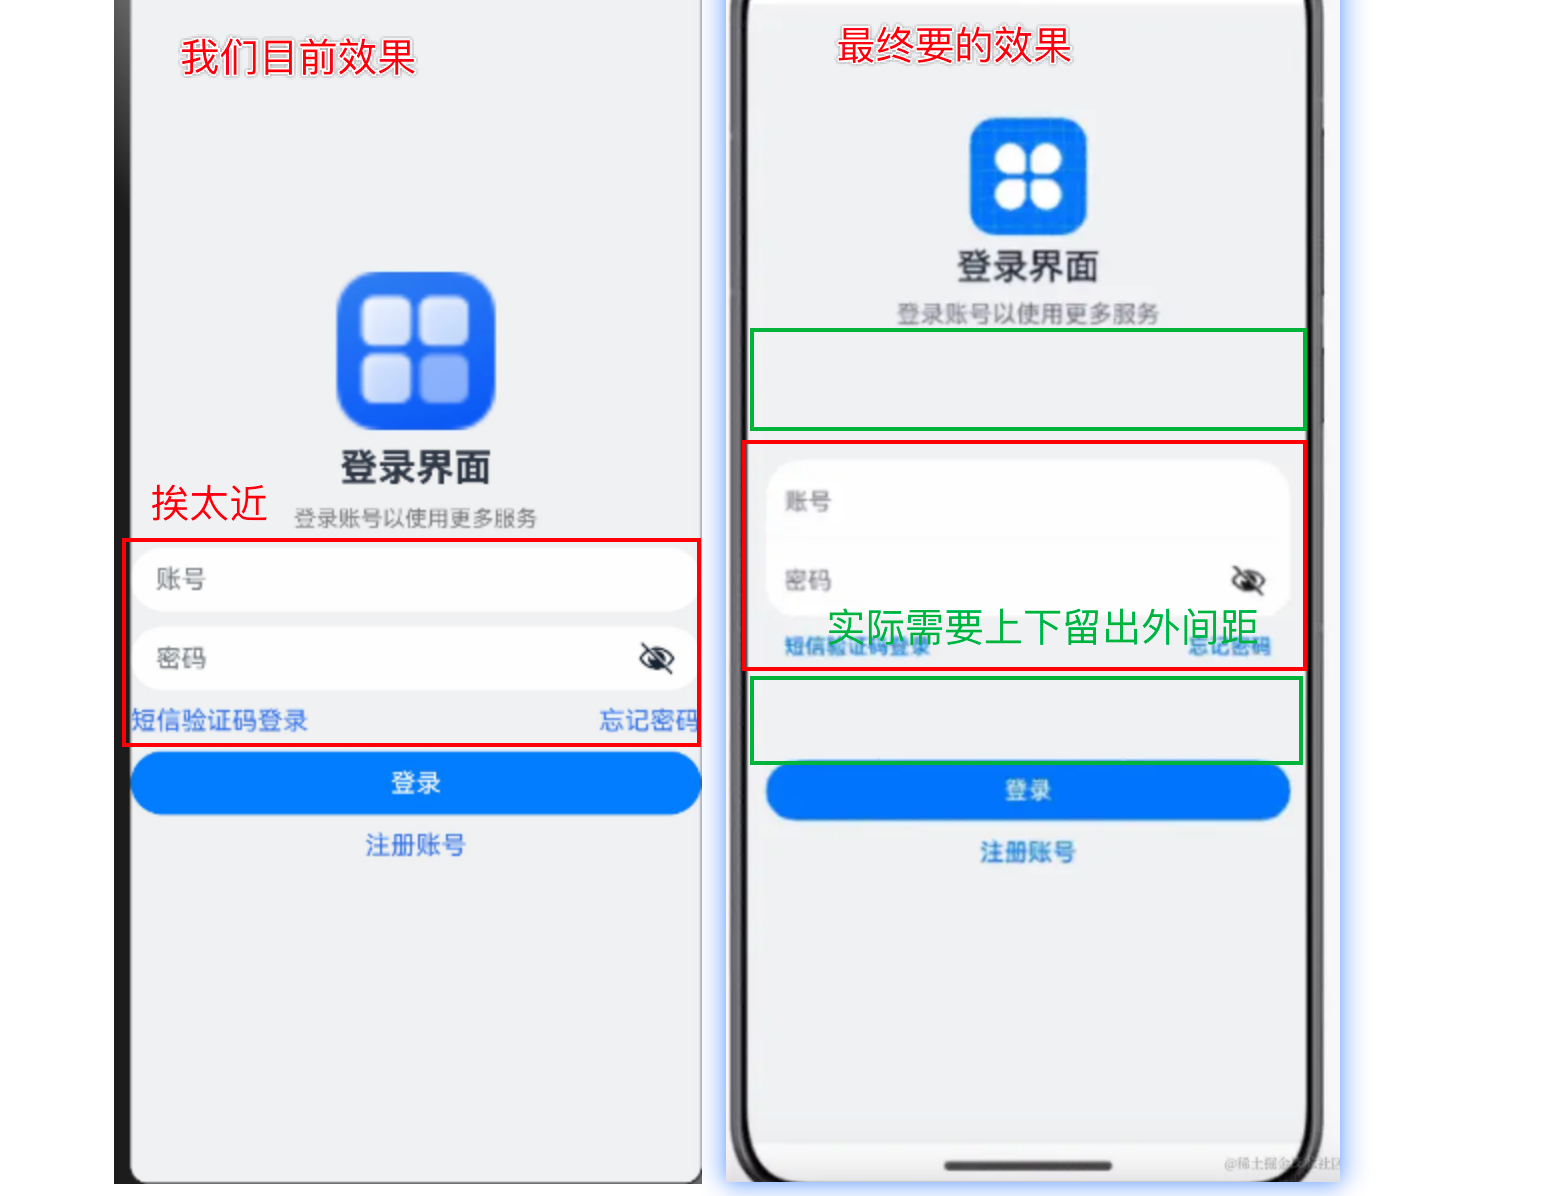 我们目前效果
登录界面
挨太近
登录账号以使用更多服务
账号
密码
短信验证码登录
忘记密码
登录
注册账号
最终要的效果
登录界面
登录账号以使用更多服务
账号
密码
实际需要上下留出外间距
短信验证码登录
忘记密码
登录
注册账号
@稀土掘金技术社区